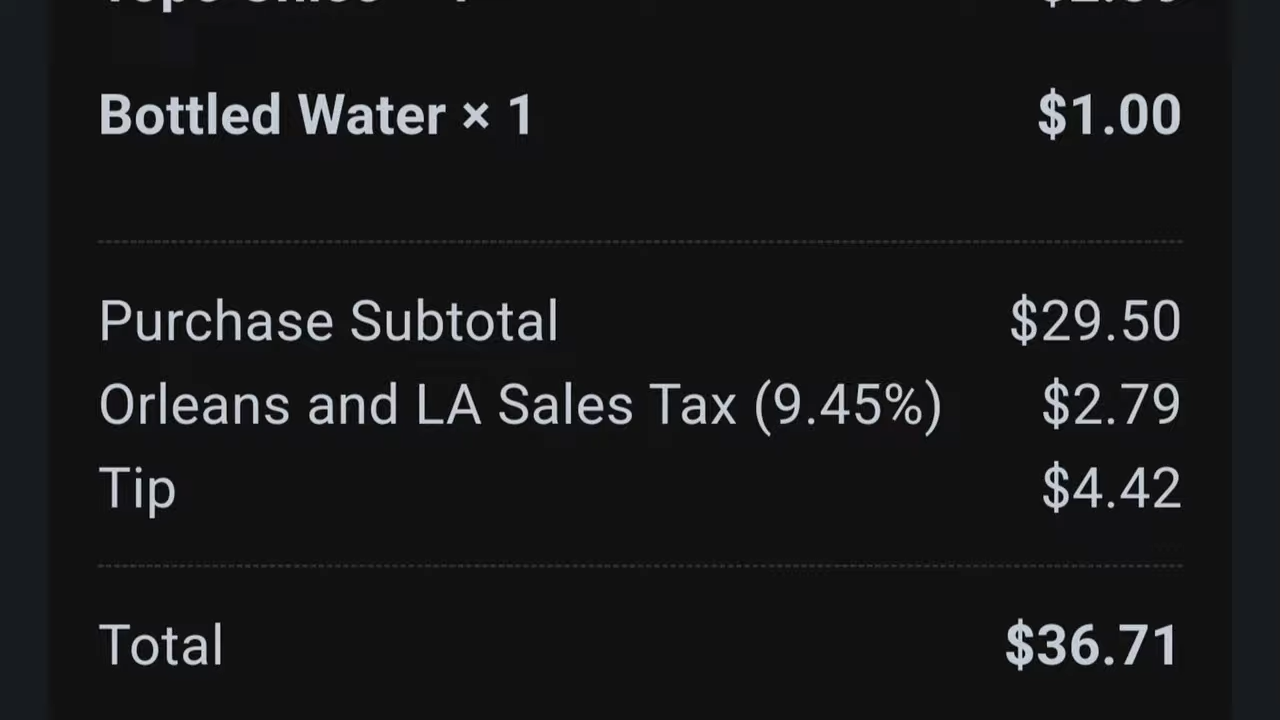 Bottled Water × 1 $1.00
Purchase Subtotal $29.50
Orleans and LA Sales Tax (9.45%) $2.79
Tip $4.42
Total $36.71